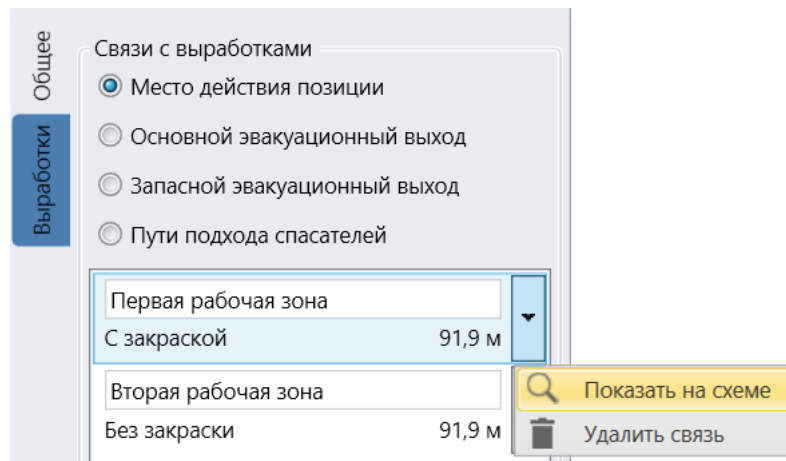 Общее
Выработки
Связи с выработками
Место действия позиции
Основной эвакуационный выход
Запасной эвакуационный выход
Пути подхода спасателей
Первая рабочая зона
С закраской 91,9 м
Вторая рабочая зона
Без закраски 91,9 м
Показать на схеме
Удалить связь